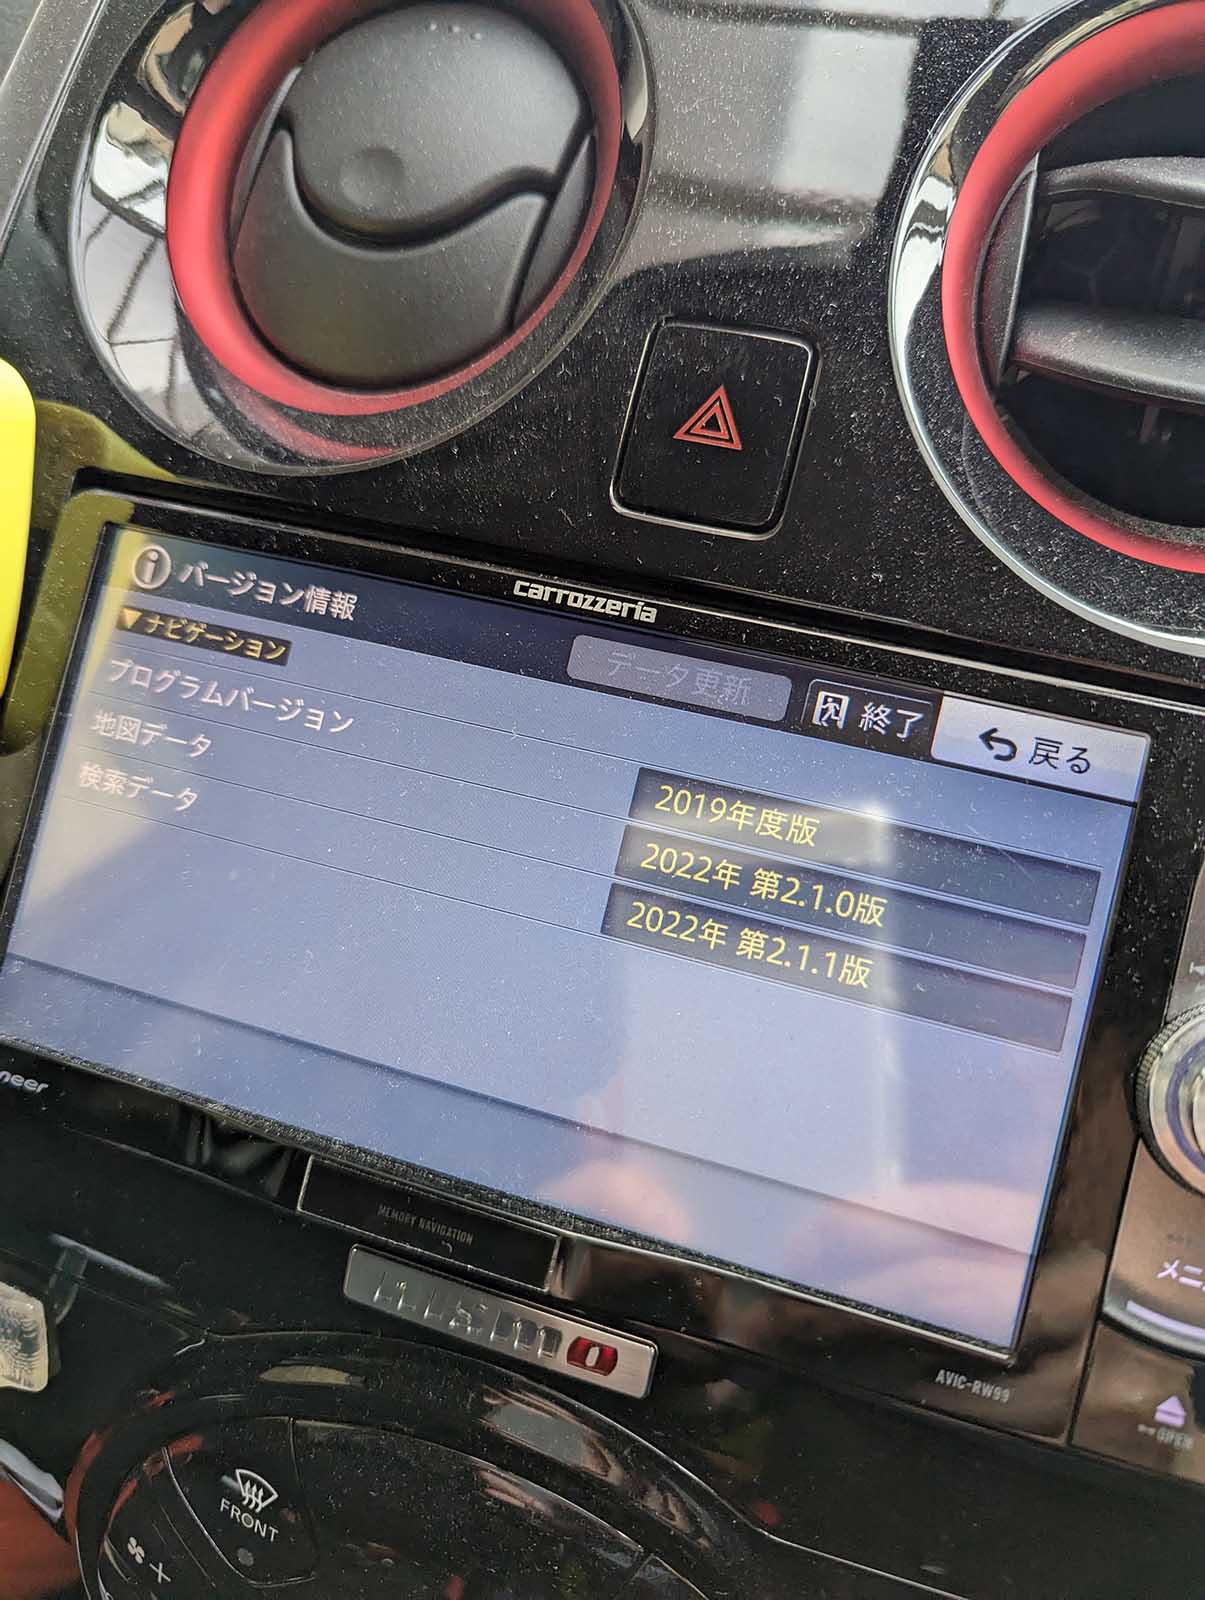 carrozzeria
バージョン情報
データ更新
終了
戻る
▼ナビゲーション
プログラムバージョン
2019年度版
地図データ
2022年 第2.1.0版
検索データ
2022年 第2.1.1版
neer
MEMORY NAVIGATION
nismo
AVIC-RW99
メニ
OPEN
FRONT